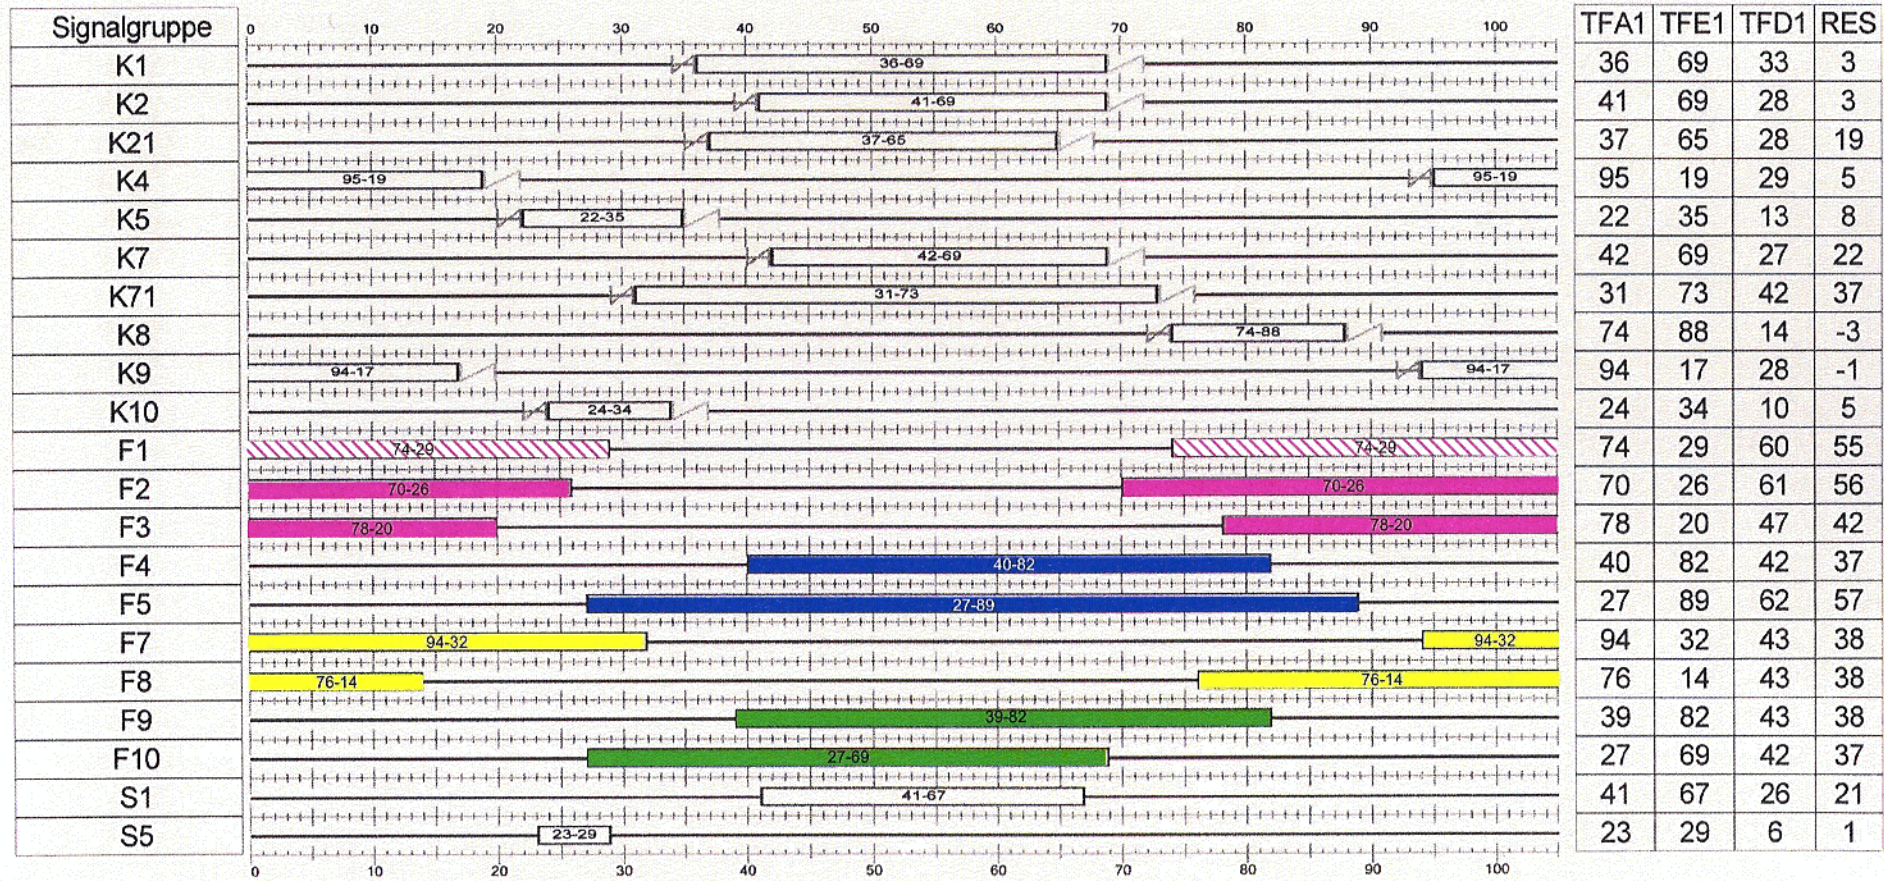 Signalgruppe 0 10 20 30 40 50 60 70 80 90 100 TFA1 TFE1 TFD1 RES
K1 36-69 36 69 33 3
K2 41-69 41 69 28 3
K21 37-65 37 65 28 19
K4 95-19 95-19 95 19 29 5
K5 22-35 22 35 13 8
K7 42-69 42 69 27 22
K71 31-73 31 73 42 37
K8 74-88 74 88 14 -3
K9 94-17 94-17 94 17 28 -1
K10 24-34 24 34 10 5
F1 74-29 74-29 74 29 60 55
F2 70-26 70-26 70 26 61 56
F3 78-20 78-20 78 20 47 42
F4 40-82 40 82 42 37
F5 27-89 27 89 62 57
F7 94-32 94-32 94 32 43 38
F8 76-14 76-14 76 14 43 38
F9 39-82 39 82 43 38
F10 27-69 27 69 42 37
S1 41-67 41 67 26 21
S5 23-29 23 29 6 1
0 10 20 30 40 50 60 70 80 90 100